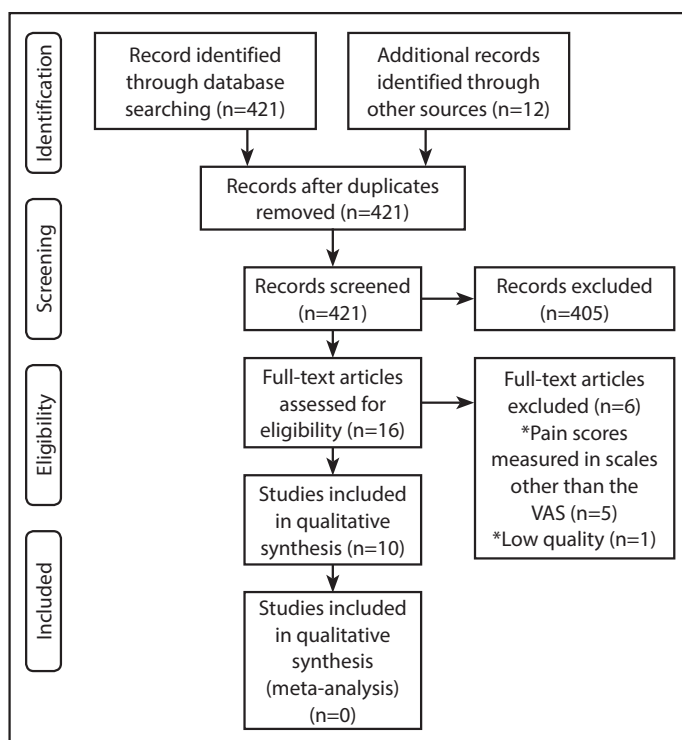 Identification
Record identified
through database
searching (n=421)
Additional records
identified through
other sources (n=12)
Records after duplicates
removed (n=421)
Screening
Records screened
(n=421)
Records excluded
(n=405)
Eligibility
Full-text articles
assessed for
eligibility (n=16)
Full-text articles
excluded (n=6)
*Pain scores
measured in scales
other than the
VAS (n=5)
*Low quality (n=1)
Studies included
in qualitative
synthesis (n=10)
Included
Studies included
in qualitative
synthesis
(meta-analysis)
(n=0)